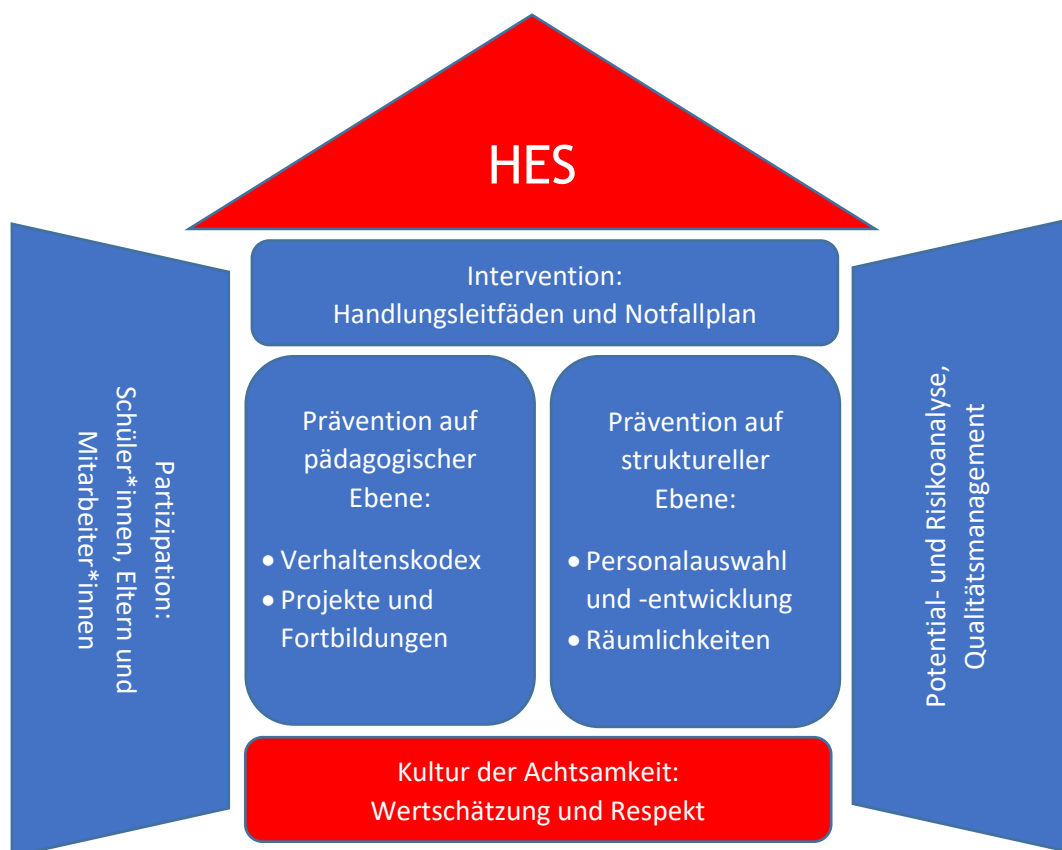 HES
Intervention:
Handlungsleitfäden und Notfallplan
Partizipation:
Schüler*innen, Eltern und
Mitarbeiter*innen
Prävention auf
pädagogischer
Ebene:
• Verhaltenskodex
• Projekte und
Fortbildungen
Prävention auf
struktureller
Ebene:
• Personalauswahl
und -entwicklung
• Räumlichkeiten
Potential- und Risikoanalyse,
Qualitätsmanagement
Kultur der Achtsamkeit:
Wertschätzung und Respekt